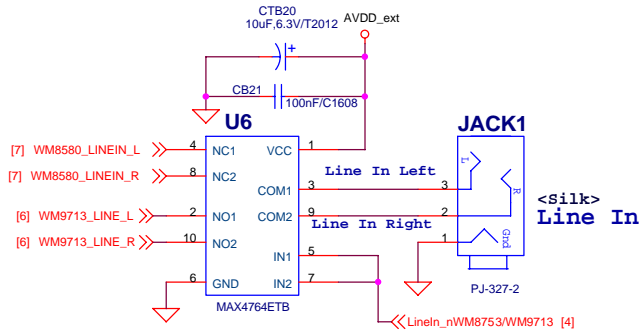 CTB20
10uF,6.3V/T2012
AVDD_ext
CB21
100nF/C1608
U6
JACK1
[7] WM8580_LINEIN_L
4
NC1
VCC
1
[7] WM8580_LINEIN_R
8
NC2
COM1
3
Line In Left
3
L
R
<Silk>
[6] WM9713_LINE_L
2
NO1
COM2
9
Line In Right
2
Line In
[6] WM9713_LINE_R
10
NO2
1
Gnd
IN1
5
6
GND
IN2
7
PJ-327-2
MAX4764ETB
LineIn_nWM8753/WM9713 [4]